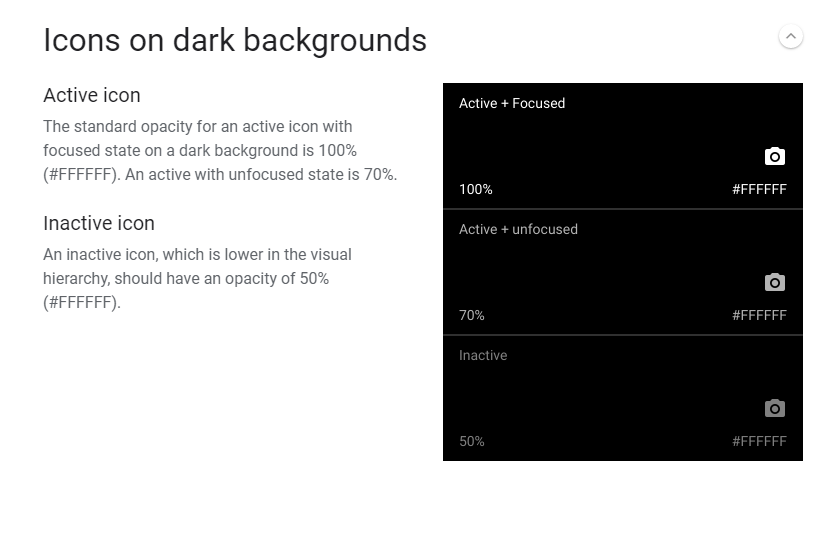 Icons on dark backgrounds
Active icon
The standard opacity for an active icon with
focused state on a dark background is 100%
(#FFFFFF). An active with unfocused state is 70%.
Inactive icon
An inactive icon, which is lower in the visual
hierarchy, should have an opacity of 50%
(#FFFFFF).
Active + Focused
100% #FFFFFF
Active + unfocused
70% #FFFFFF
Inactive
50% #FFFFFF